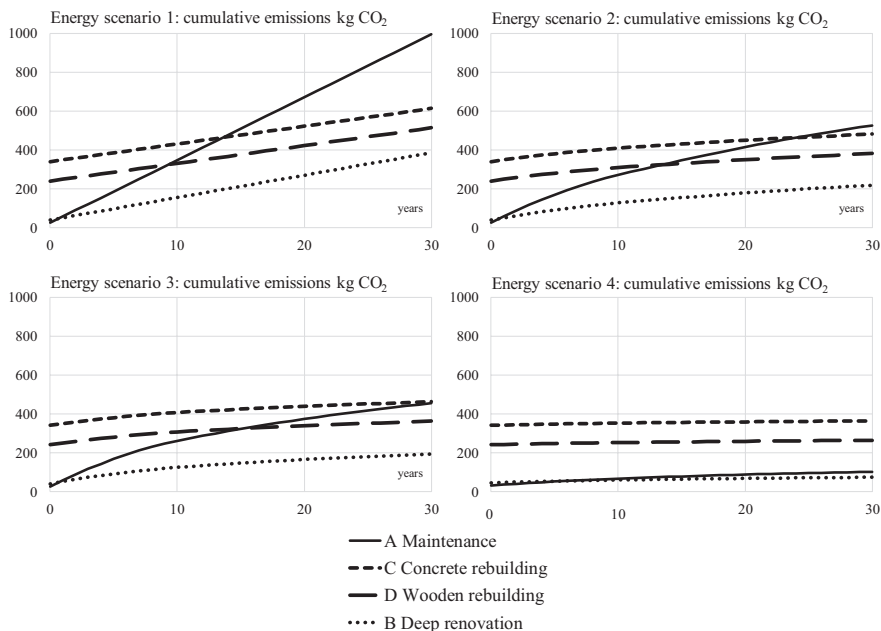 Energy scenario 1: cumulative emissions kg CO₂
1000
800
600
400
200
0
years
0 10 20 30
Energy scenario 2: cumulative emissions kg CO₂
1000
800
600
400
200
0
years
0 10 20 30
Energy scenario 3: cumulative emissions kg CO₂
1000
800
600
400
200
0
years
0 10 20 30
Energy scenario 4: cumulative emissions kg CO₂
1000
800
600
400
200
0
0 10 20 30
A Maintenance
C Concrete rebuilding
D Wooden rebuilding
B Deep renovation